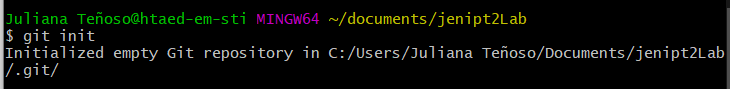 Juliana Teñoso@htaed-em-sti MINGW64 ~/documents/jenipt2Lab
$ git init
Initialized empty Git repository in C:/Users/Juliana Teñoso/Documents/jenipt2Lab
/.git/